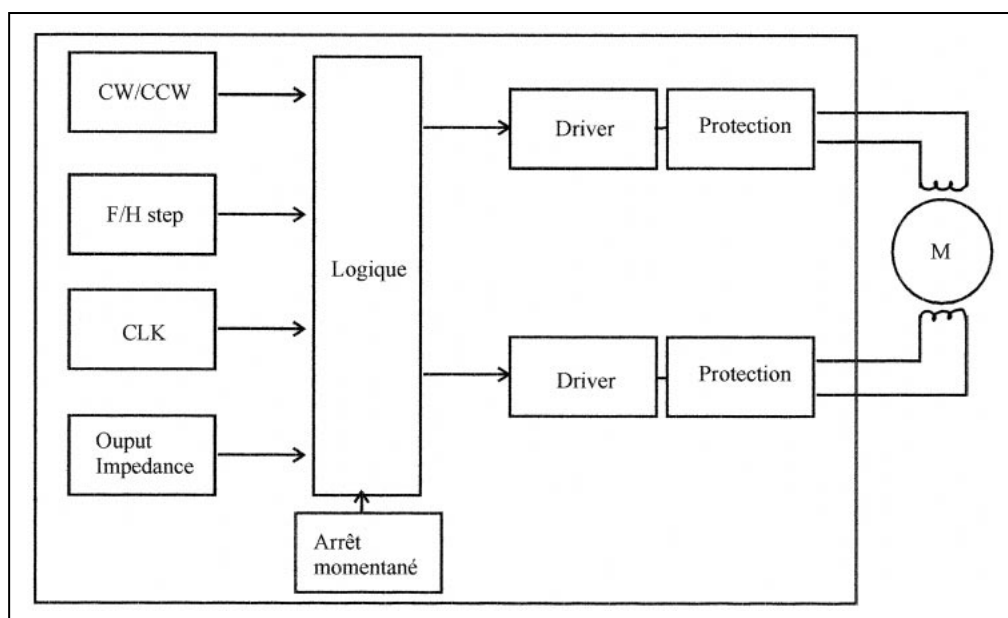 CW/CCW
F/H step
CLK
Ouput
Impedance
Logique
Arrêt
momentané
Driver
Protection
Driver
Protection
M